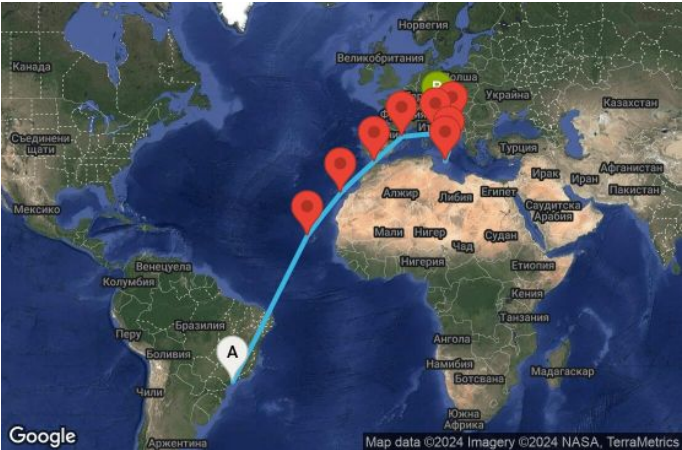 Норвегия
Канада
Великобритания
B
Украйна
Казахстан
Съединени
щати
Турция
Афганистан
Ирак
Иран
Пакистан
Алжир
Либия
Египет
Саудитска
Арабия
Мексико
Мали
Нигер
Чад
Судан
Нигерия
Етиопия
Венецуела
Колумбия
Кения
Танзания
Перу
Бразилия
A
Ангола
Боливия
Намибия
Ботсвана
Мадагаскар
Чили
Южна
Африка
Google
Аржентина
Map data ©2024 Imagery ©2024 NASA, TerraMetrics